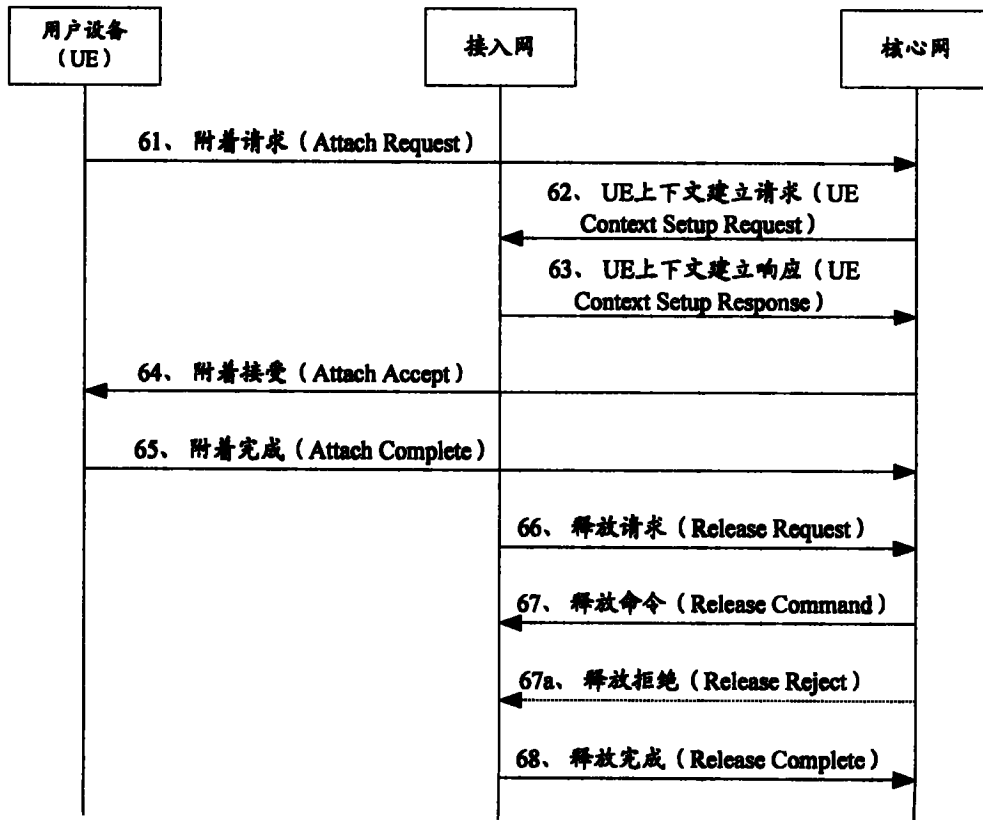 用户设备
（UE）
接入网
核心网
61、 附着请求（Attach Request）
62、 UE上下文建立请求（UE
Context Setup Request）
63、 UE上下文建立响应（UE
Context Setup Response）
64、 附着接受（Attach Accept）
65、 附着完成（Attach Complete）
66、 释放请求（Release Request）
67、 释放命令（Release Command）
67a、 释放拒绝（Release Reject）
68、 释放完成（Release Complete）